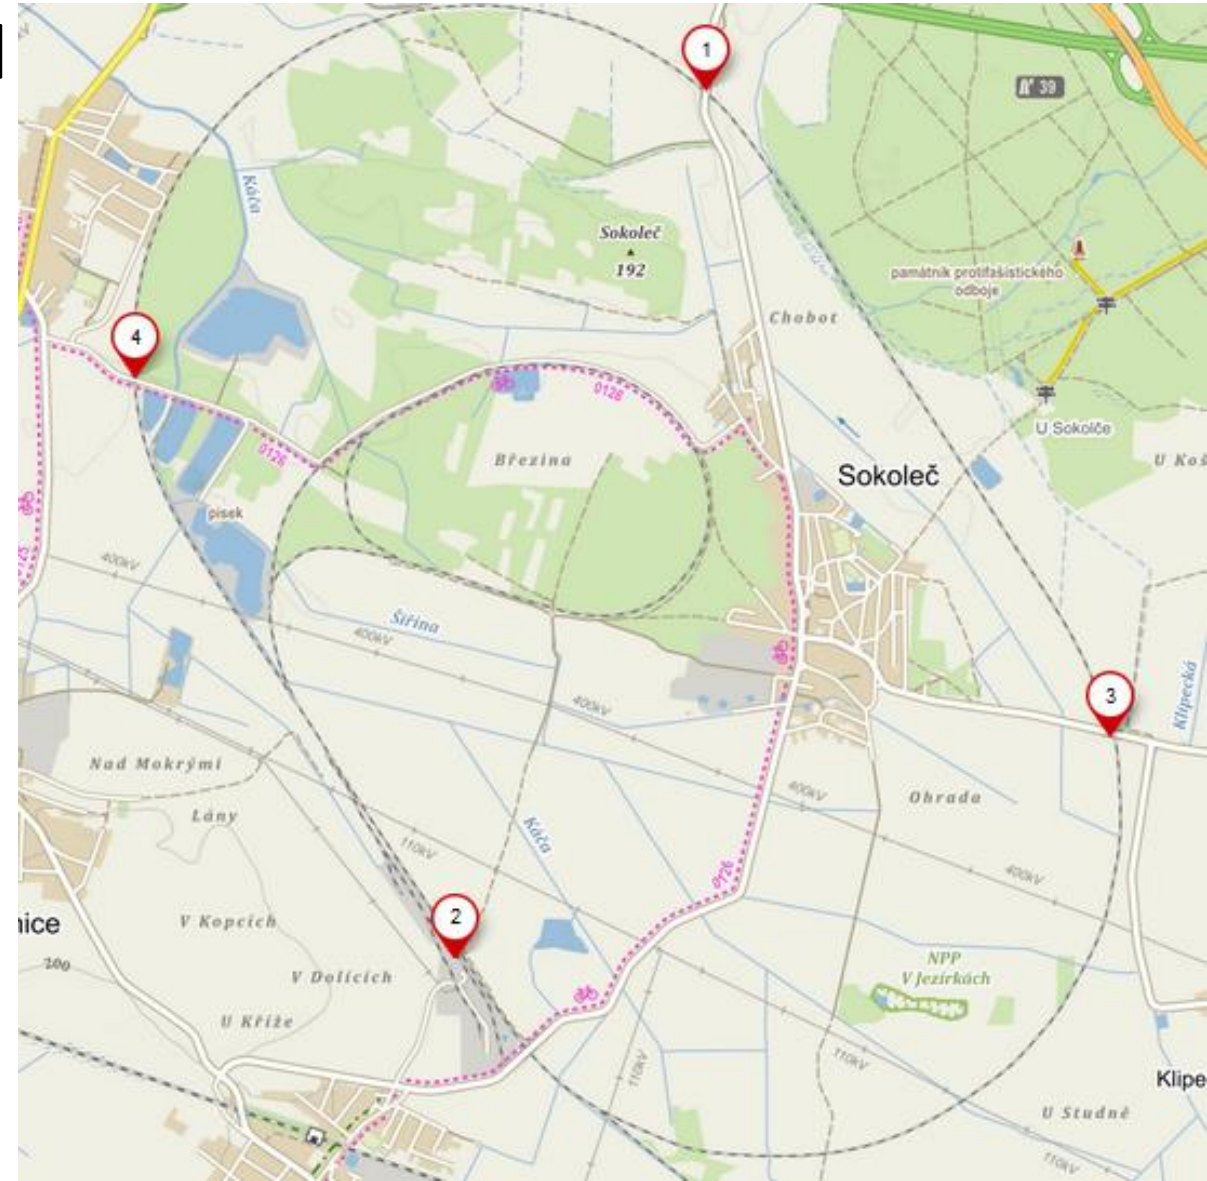 1
39
Káča
Sokoleč
192
památník protifašistického
odboje
Chobot
4
0126
U Sokolče
Březina
0126
U Koš
Sokoleč
písek
400kV
Šířina
400kV
Klipecká
3
400kV
Nad Mokrými
Lány
400kV
Ohrada
Káča
110kV
400kV
0126
V Kopcích
2
nice
200
V Dolících
NPP
V Jezírkách
U Kříže
110kV
110kV
Klipe
U Studně
110kV